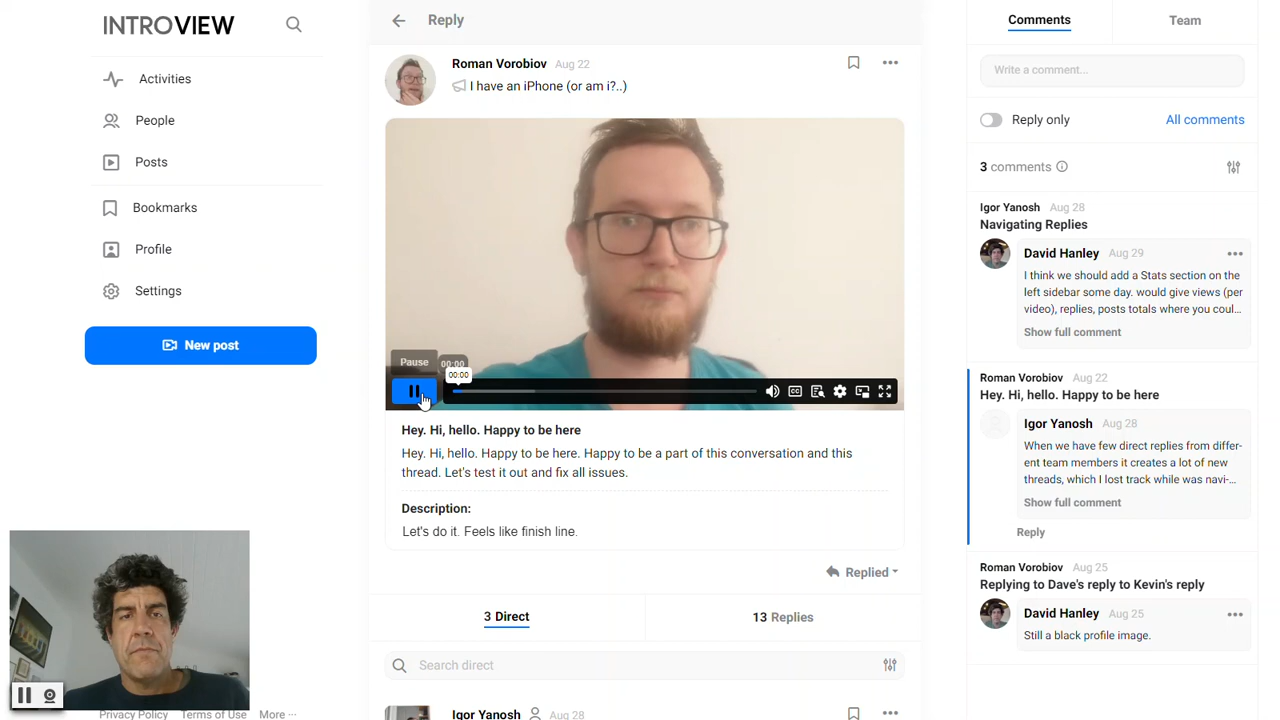 INTROVIEW
Activities
People
Posts
Bookmarks
Profile
Settings
New post
Privacy Policy Terms of Use More ···
Reply
Roman Vorobiov Aug 22
I have an iPhone (or am i?..)
Pause
00:00
00:00
CC
Hey. Hi, hello. Happy to be here
Hey. Hi, hello. Happy to be here. Happy to be a part of this conversation and this
thread. Let's test it out and fix all issues.
Description:
Let's do it. Feels like finish line.
Replied
3 Direct
13 Replies
Search direct
Igor Yanosh Aug 28
Comments
Team
Write a comment...
Reply only
All comments
3 comments
Igor Yanosh Aug 28
Navigating Replies
David Hanley Aug 29
I think we should add a Stats section on the
left sidebar some day. would give views (per
video), replies, posts totals where you coul...
Show full comment
Roman Vorobiov Aug 22
Hey. Hi, hello. Happy to be here
Igor Yanosh Aug 28
When we have few direct replies from differ-
ent team members it creates a lot of new
threads, which I lost track while was navi-...
Show full comment
Reply
Roman Vorobiov Aug 25
Replying to Dave's reply to Kevin's reply
David Hanley Aug 25
Still a black profile image.